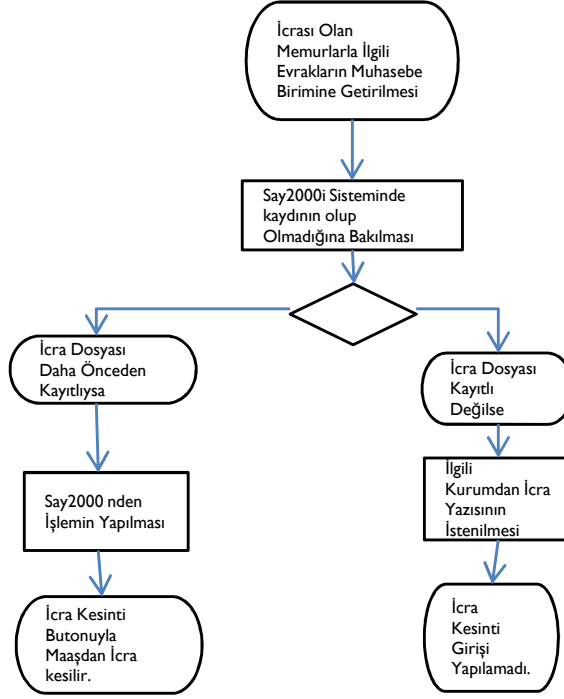 İcrası Olan
Memurlarla İlgili
Evrakların Muhasebe
Birimine Getirilmesi
Say2000i Sisteminde
kaydının olup
Olmadığına Bakılması
İcra Dosyası
Daha Önceden
Kayıtlıysa
İcra Dosyası
Kayıtlı
Değilse
Say2000 nden
İşlemin Yapılması
İlgili
Kurumdan İcra
Yazısının
İstenilmesi
İcra Kesinti
Butonuyla
Maaşdan İcra
kesilir.
İcra
Kesinti
Girişi
Yapılamadı.